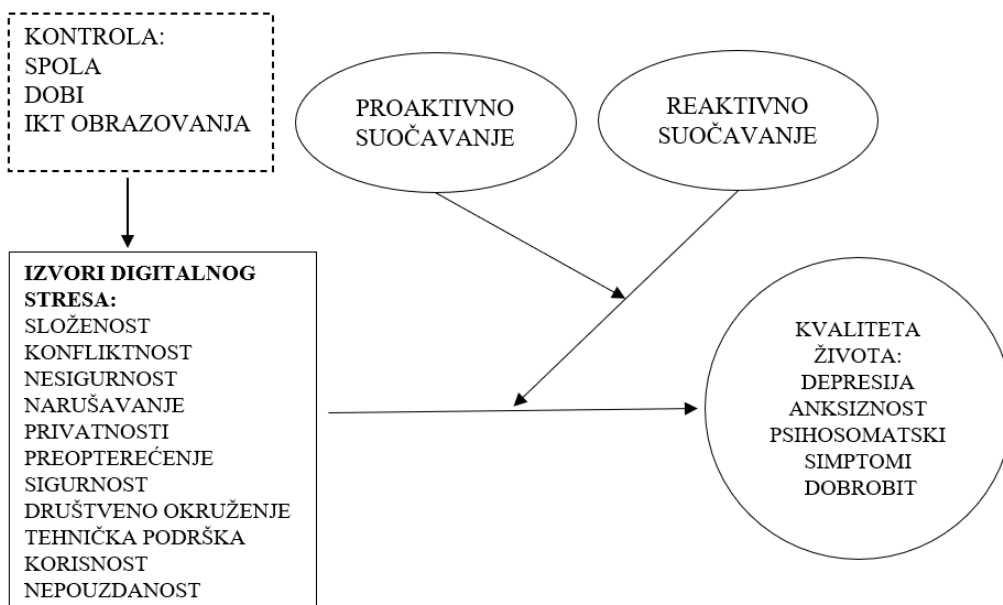 KONTROLA:
SPOLA
DOBI
IKT OBRAZOVANJA
PROAKTIVNO
SUOČAVANJE
REAKTIVNO
SUOČAVANJE
IZVORI DIGITALNOG
STRESA:
SLOŽENOST
KONFLIKTNOST
NESIGURNOST
NARUŠAVANJE
PRIVATNOSTI
PREOPTEREĆENJE
SIGURNOST
DRUŠTVENO OKRUŽENJE
TEHNIČKA PODRŠKA
KORISNOST
NEPOUZDANOST
KVALITETA
ŽIVOTA:
DEPRESIJA
ANKSIZNOST
PSIHOSOMATSKI
SIMPTOMI
DOBROBIT